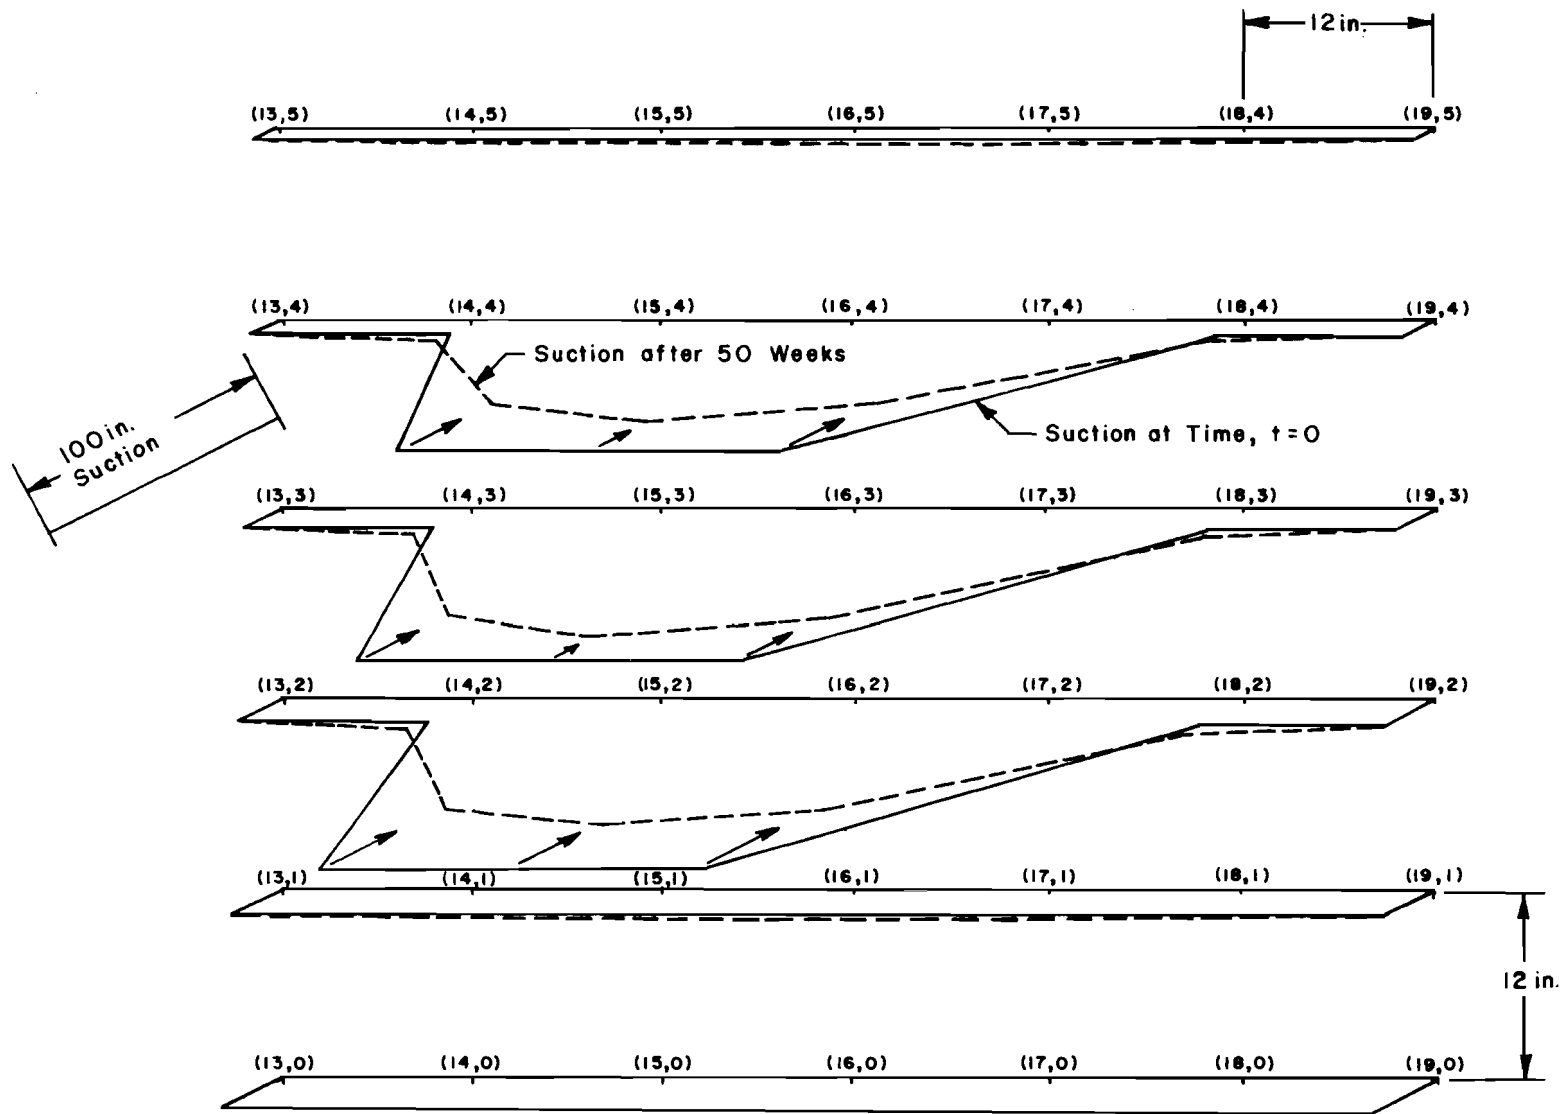 12 in.
(13,5) (14,5) (15,5) (16,5) (17,5) (18,4) (19,5)
(13,4) (14,4) (15,4) (16,4) (17,4) (18,4) (19,4)
Suction after 50 Weeks
100 in.
Suction
Suction at Time, t=0
(13,3) (14,3) (15,3) (16,3) (17,3) (18,3) (19,3)
(13,2) (14,2) (15,2) (16,2) (17,2) (18,2) (19,2)
(13,1) (14,1) (15,1) (16,1) (17,1) (18,1) (19,1)
12 in.
(13,0) (14,0) (15,0) (16,0) (17,0) (18,0) (19,0)